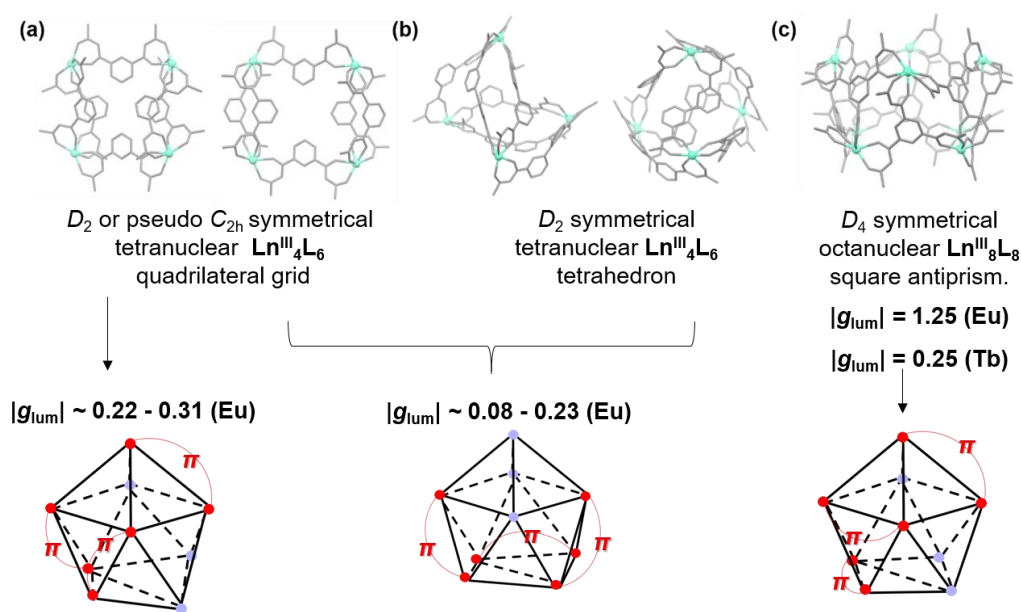 (a)
(b)
(c)
D2 or pseudo C2h symmetrical
tetranuclear LnIII4L6
quadrilateral grid
D2 symmetrical
tetranuclear LnIII4L6
tetrahedron
D4 symmetrical
octanuclear LnIII8L8
square antiprism.
|glum| = 1.25 (Eu)
|glum| = 0.25 (Tb)
|glum| ~ 0.22 - 0.31 (Eu)
|glum| ~ 0.08 - 0.23 (Eu)
π
π
π
π
π
π
π
π
π